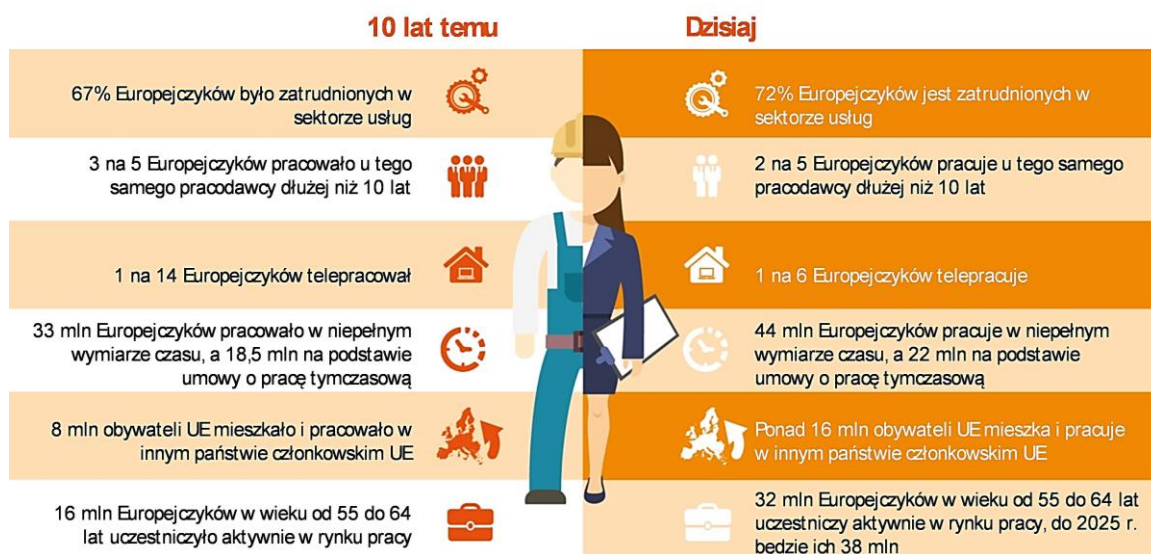 10 lat temu
Dzisiaj
67% Europejczyków było zatrudnionych w
sektorze usług
72% Europejczyków jest zatrudnionych w
sektorze usług
3 na 5 Europejczyków pracowało u tego
samego pracodawcy dłużej niż 10 lat
2 na 5 Europejczyków pracuje u tego samego
pracodawcy dłużej niż 10 lat
1 na 14 Europejczyków telepracował
1 na 6 Europejczyków telepracuje
33 mln Europejczyków pracowało w niepełnym
wymiarze czasu, a 18,5 mln na podstawie
umowy o pracę tymczasową
44 mln Europejczyków pracuje w niepełnym
wymiarze czasu, a 22 mln na podstawie
umowy o pracę tymczasową
8 mln obywateli UE mieszkało i pracowało w
innym państwie członkowskim UE
Ponad 16 mln obywateli UE mieszka i pracuje
w innym państwie członkowskim UE
16 mln Europejczyków w wieku od 55 do 64
lat uczestniczyło aktywnie w rynku pracy
32 mln Europejczyków w wieku od 55 do 64 lat
uczestniczy aktywnie w rynku pracy, do 2025 r.
bedzie ich 38 mln